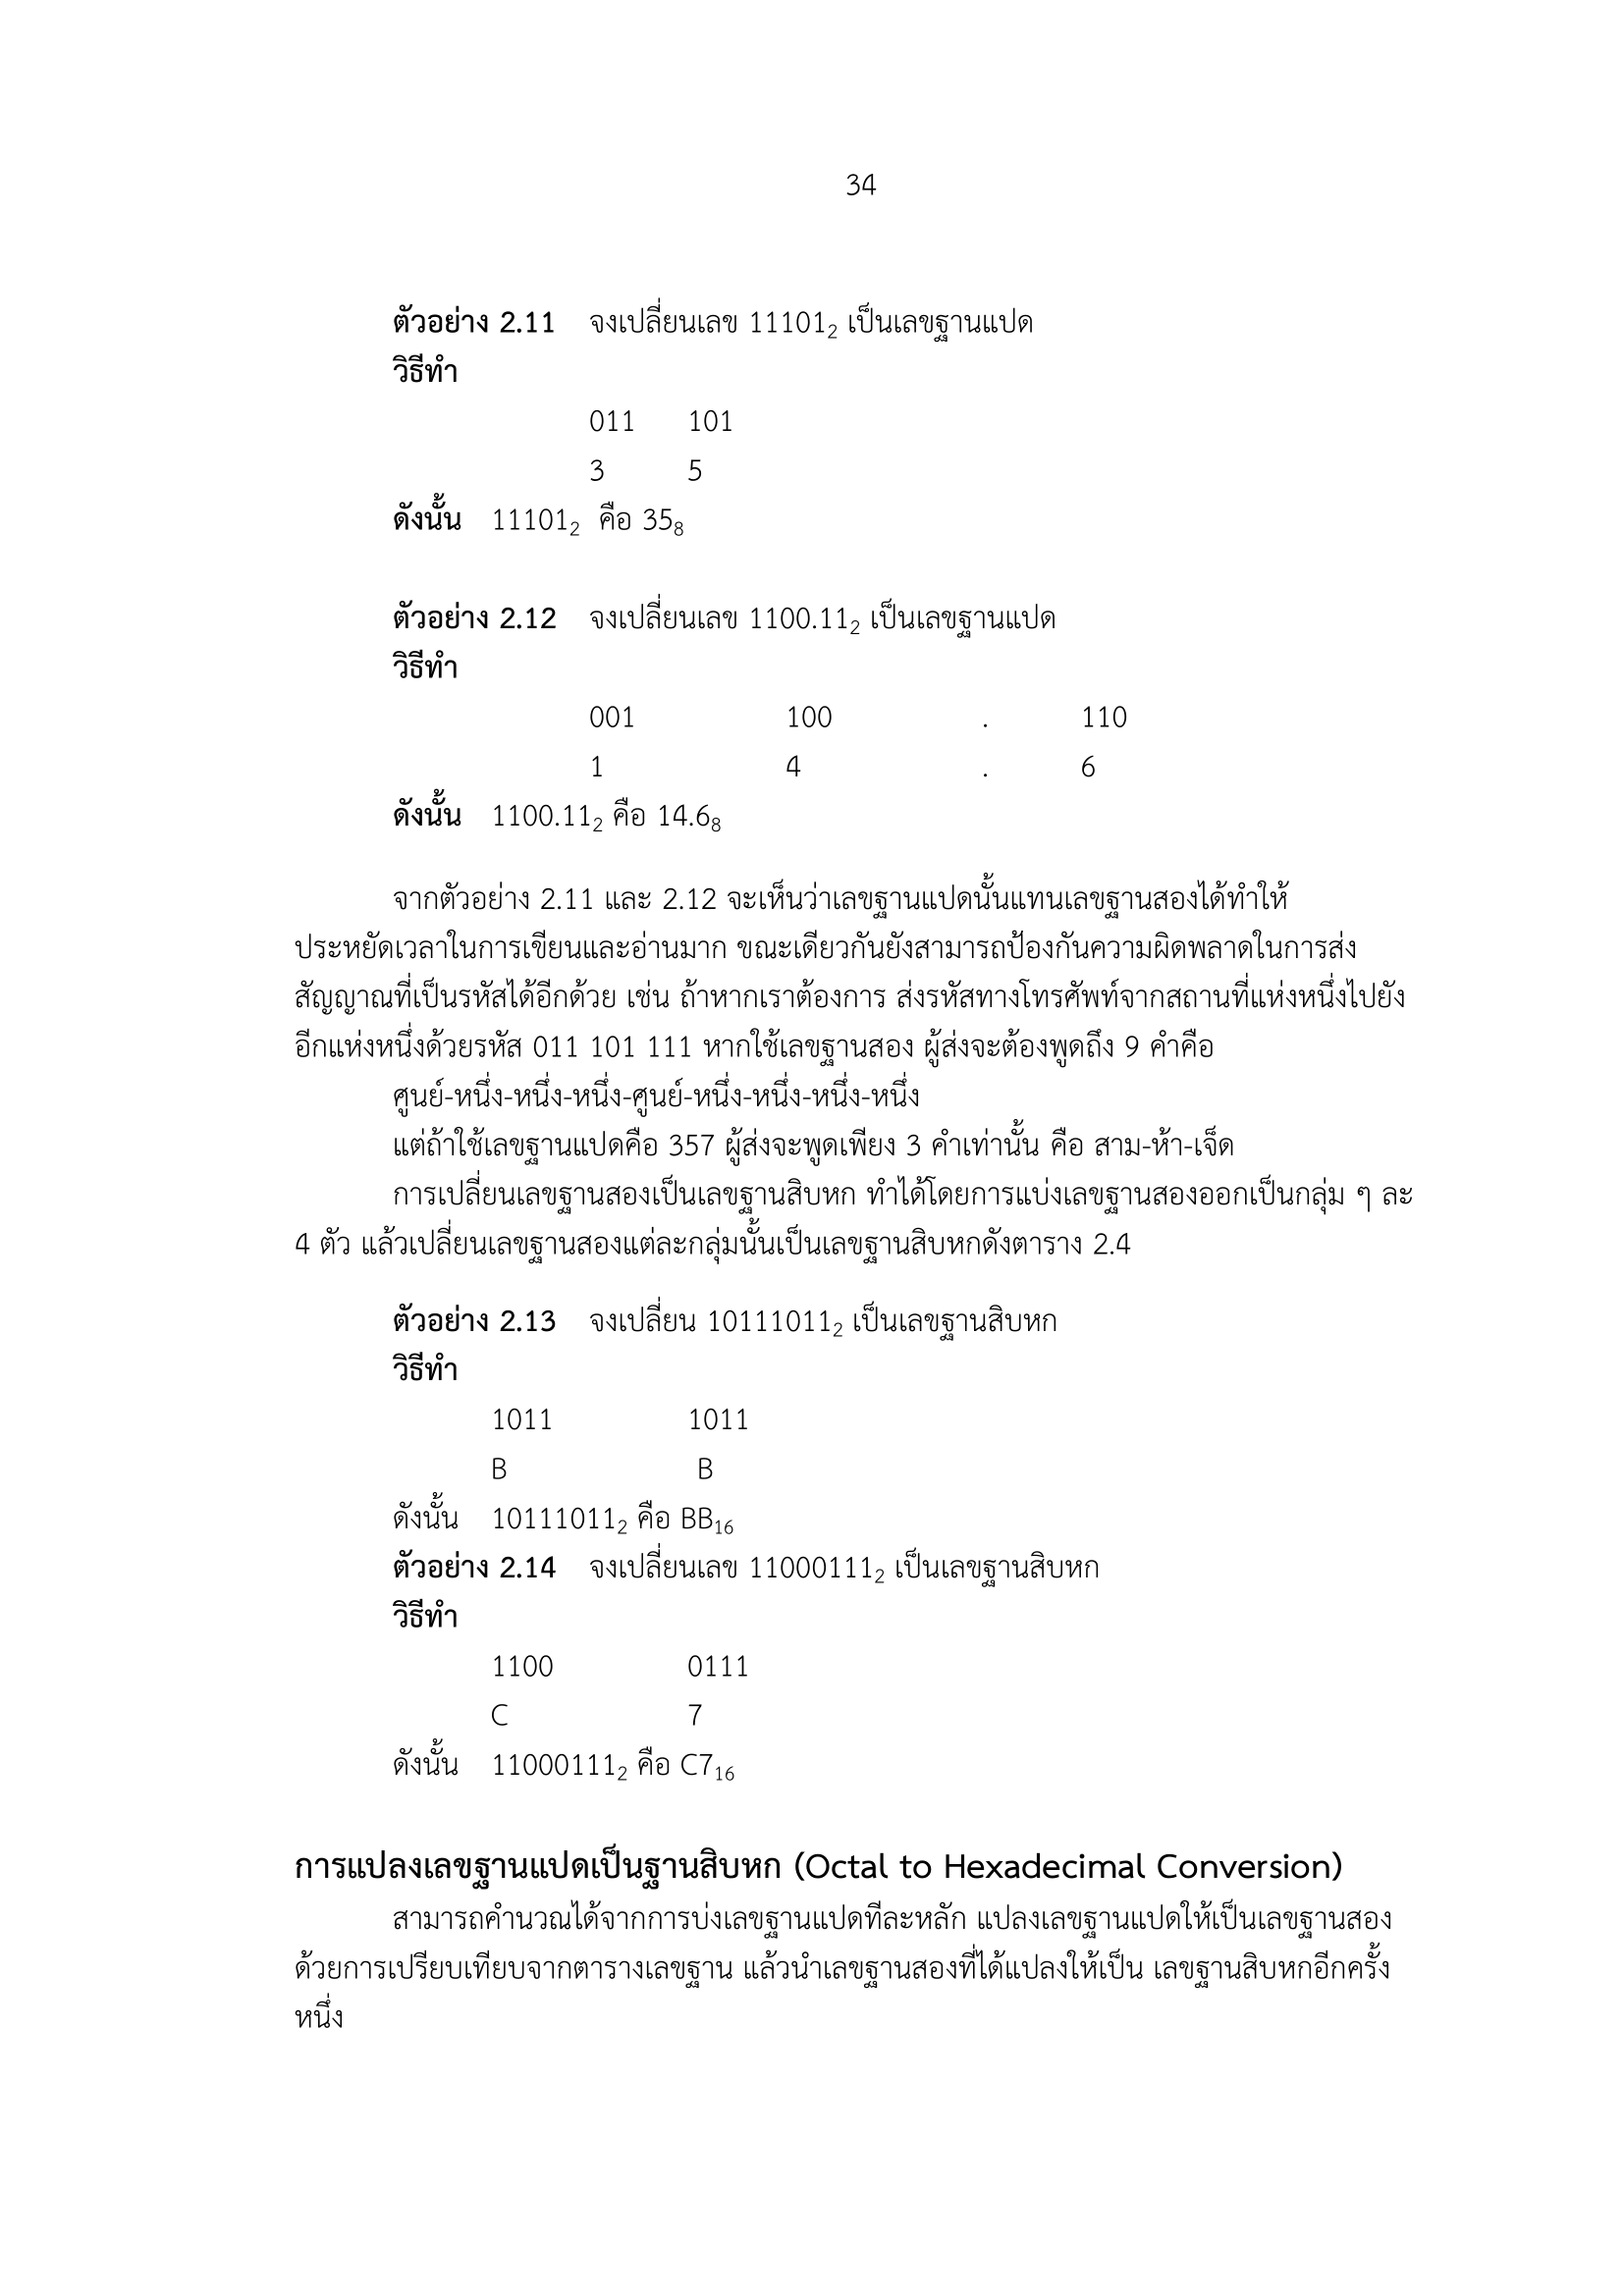 34
ตัวอย่าง 2.11 จงเปลี่ยนเลข 11101₂ เป็นเลขฐานแปด
วิธีทำ
011 101
3 5
ดังนั้น 11101₂ คือ 35₈
ตัวอย่าง 2.12 จงเปลี่ยนเลข 1100.11₂ เป็นเลขฐานแปด
วิธีทำ
001 100 . 110
1 4 . 6
ดังนั้น 1100.11₂ คือ 14.6₈
จากตัวอย่าง 2.11 และ 2.12 จะเห็นว่าเลขฐานแปดนั้นแทนเลขฐานสองได้ทำให้
ประหยัดเวลาในการเขียนและอ่านมาก ขณะเดียวกันยังสามารถป้องกันความผิดพลาดในการส่ง
สัญญาณที่เป็นรหัสได้อีกด้วย เช่น ถ้าหากเราต้องการ ส่งรหัสทางโทรศัพท์จากสถานที่แห่งหนึ่งไปยัง
อีกแห่งหนึ่งด้วยรหัส 011 101 111 หากใช้เลขฐานสอง ผู้ส่งจะต้องพูดถึง 9 คำคือ
ศูนย์-หนึ่ง-หนึ่ง-หนึ่ง-ศูนย์-หนึ่ง-หนึ่ง-หนึ่ง-หนึ่ง
แต่ถ้าใช้เลขฐานแปดคือ 357 ผู้ส่งจะพูดเพียง 3 คำเท่านั้น คือ สาม-ห้า-เจ็ด
การเปลี่ยนเลขฐานสองเป็นเลขฐานสิบหก ทำได้โดยการแบ่งเลขฐานสองออกเป็นกลุ่ม ๆ ละ
4 ตัว แล้วเปลี่ยนเลขฐานสองแต่ละกลุ่มนั้นเป็นเลขฐานสิบหกดังตาราง 2.4
ตัวอย่าง 2.13 จงเปลี่ยน 10111011₂ เป็นเลขฐานสิบหก
วิธีทำ
1011 1011
B B
ดังนั้น 10111011₂ คือ BB₁₆
ตัวอย่าง 2.14 จงเปลี่ยนเลข 11000111₂ เป็นเลขฐานสิบหก
วิธีทำ
1100 0111
C 7
ดังนั้น 11000111₂ คือ C7₁₆
การแปลงเลขฐานแปดเป็นฐานสิบหก (Octal to Hexadecimal Conversion)
สามารถคำนวณได้จากการบ่งเลขฐานแปดทีละหลัก แปลงเลขฐานแปดให้เป็นเลขฐานสอง
ด้วยการเปรียบเทียบจากตารางเลขฐาน แล้วนำเลขฐานสองที่ได้แปลงให้เป็น เลขฐานสิบหกอีกครั้ง
หนึ่ง